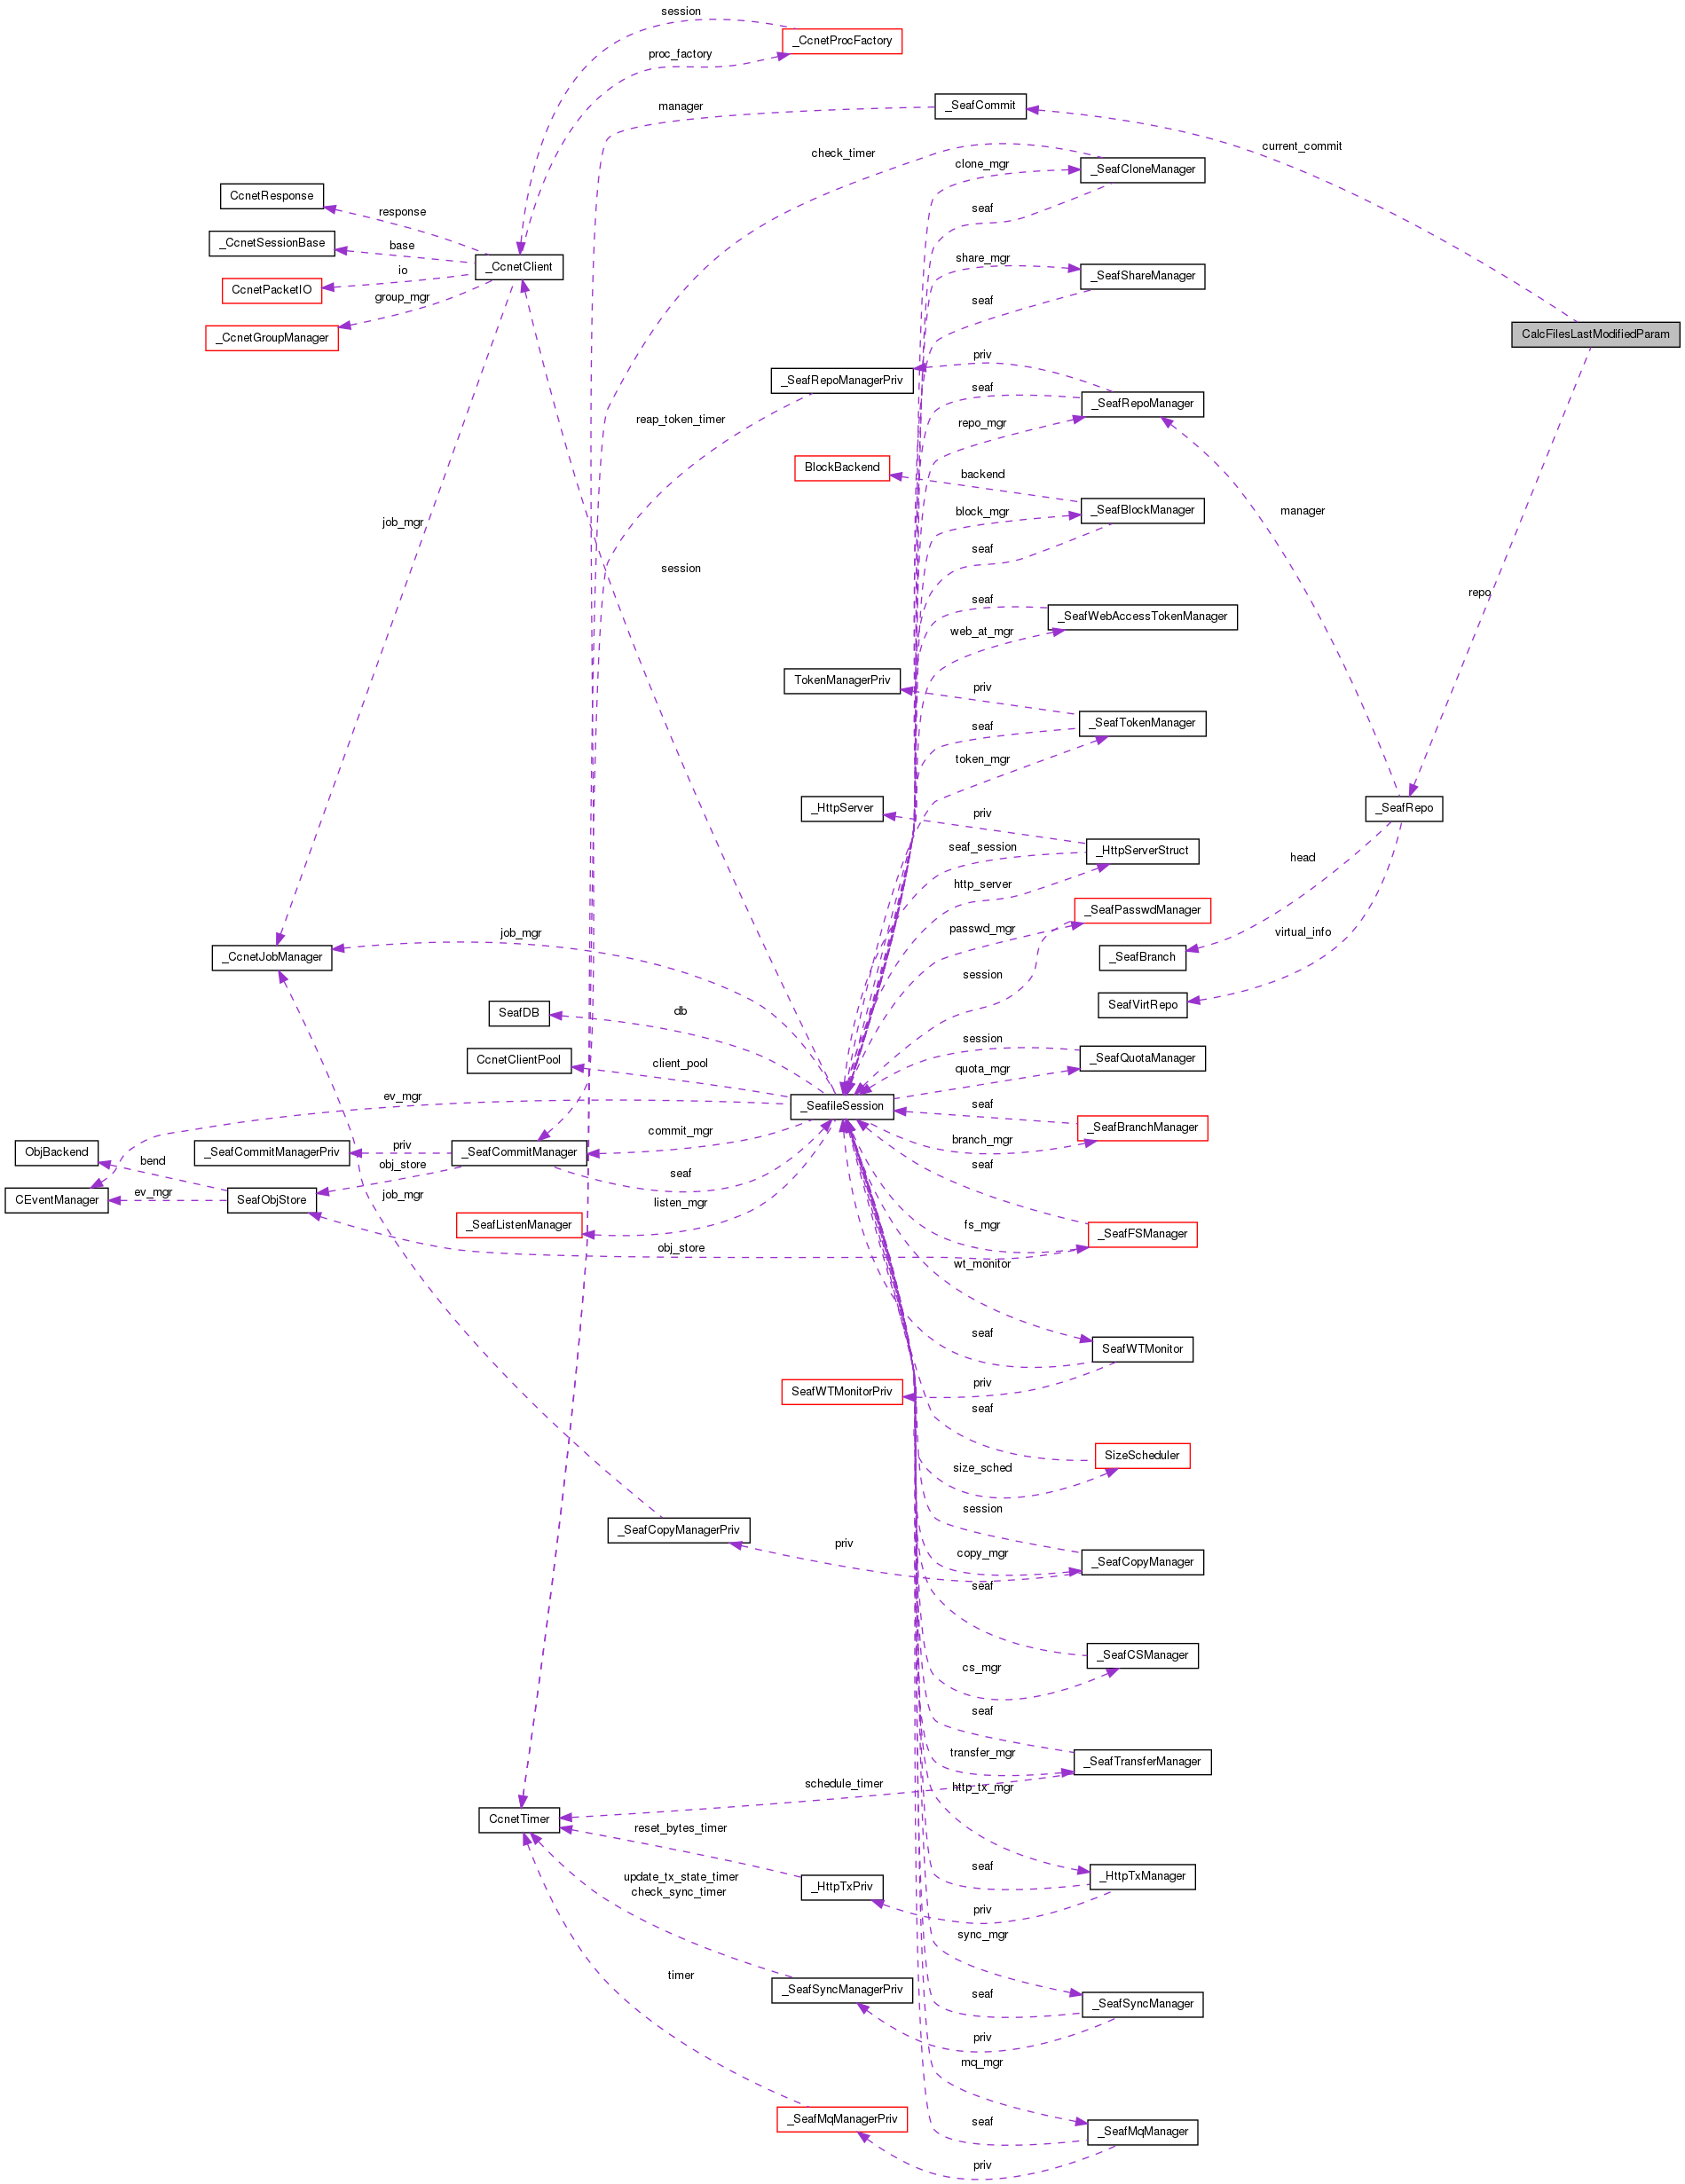 session
_CcnetProcFactory
proc_factory
manager
_SeafCommit
current_commit
check_timer
clone_mgr
_SeafCloneManager
CcnetResponse
response
seaf
_CcnetSessionBase
base
share_mgr
_SeafShareManager
_CcnetClient
io
CcnetPacketIO
group_mgr
seaf
_CcnetGroupManager
CalcFilesLastModifiedParam
priv
_SeafRepoManagerPriv
seaf
_SeafRepoManager
reap_token_timer
repo_mgr
BlockBackend
backend
block_mgr
_SeafBlockManager
manager
job_mgr
seaf
session
repo
seaf
_SeafWebAccessTokenManager
web_at_mgr
TokenManagerPriv
priv
seaf
_SeafTokenManager
token_mgr
_HttpServer
priv
_SeafRepo
seaf_session
_HttpServerStruct
head
http_server
_SeafPasswdManager
job_mgr
passwd_mgr
virtual_info
_CcnetJobManager
_SeafBranch
session
SeafDB
db
SeafVirtRepo
session
CcnetClientPool
client_pool
_SeafQuotaManager
quota_mgr
ev_mgr
_SeafileSession
seaf
_SeafBranchManager
commit_mgr
branch_mgr
ObjBackend
bend
_SeafCommitManagerPriv
priv
_SeafCommitManager
obj_store
seaf
seaf
CEventManager
ev_mgr
SeafObjStore
job_mgr
listen_mgr
_SeafListenManager
fs_mgr
_SeafFSManager
obj_store
wt_monitor
seaf
SeafWTMonitor
SeafWTMonitorPriv
priv
seaf
SizeScheduler
size_sched
session
_SeafCopyManagerPriv
priv
copy_mgr
_SeafCopyManager
seaf
_SeafCSManager
cs_mgr
seaf
transfer_mgr
_SeafTransferManager
schedule_timer
http_tx_mgr
CcnetTimer
reset_bytes_timer
seaf
_HttpTxManager
update_tx_state_timer
check_sync_timer
_HttpTxPriv
priv
sync_mgr
timer
_SeafSyncManagerPriv
seaf
_SeafSyncManager
priv
mq_mgr
_SeafMqManagerPriv
seaf
_SeafMqManager
priv